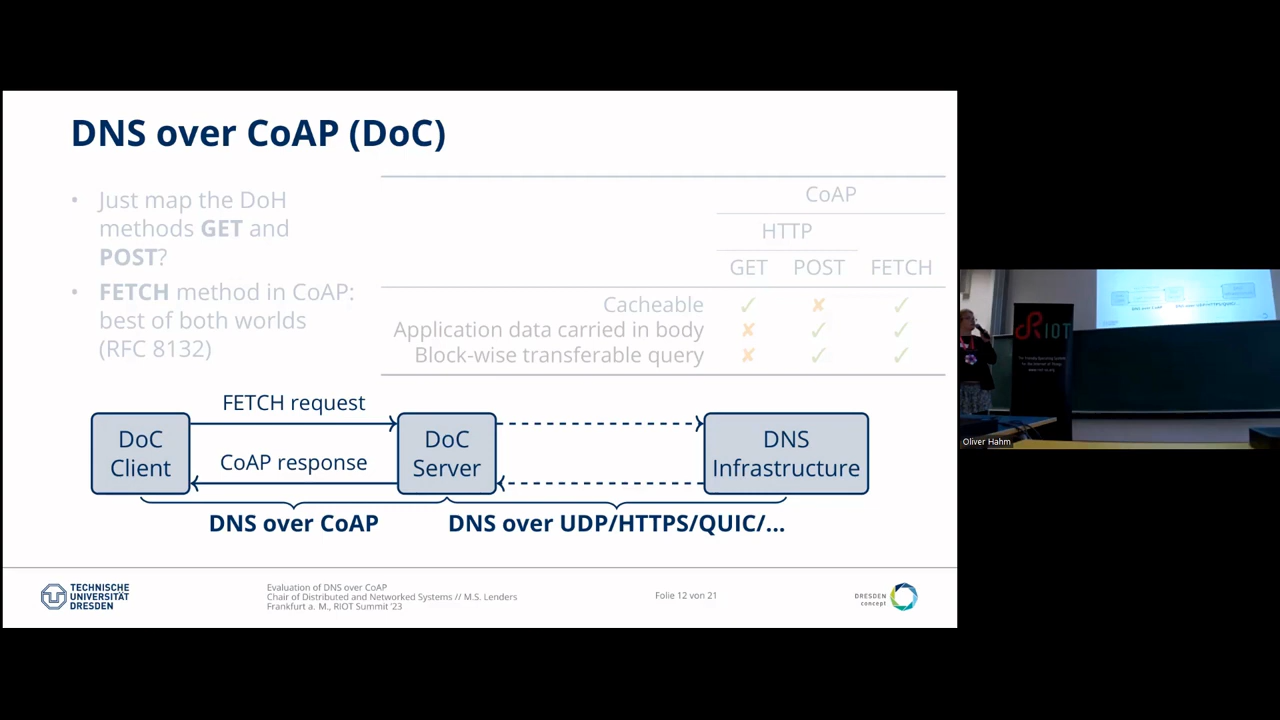 DNS over CoAP (DoC)
• Just map the DoH
methods GET and
POST?
• FETCH method in CoAP:
best of both worlds
(RFC 8132)
CoAP
HTTP
GET POST FETCH
Cacheable ✓ ✘ ✓
Application data carried in body ✘ ✓ ✓
Block-wise transferable query ✘ ✓ ✓
FETCH request
DoC
Client
CoAP response
DoC
Server
DNS
Infrastructure
DNS over CoAP
DNS over UDP/HTTPS/QUIC/...
TECHNISCHE
UNIVERSITÄT
DRESDEN
Evaluation of DNS over CoAP
Chair of Distributed and Networked Systems // M.S. Lenders
Frankfurt a. M., RIOT Summit '23
Folie 12 von 21
DRESDEN
concept
RIOT
Oliver Hahm